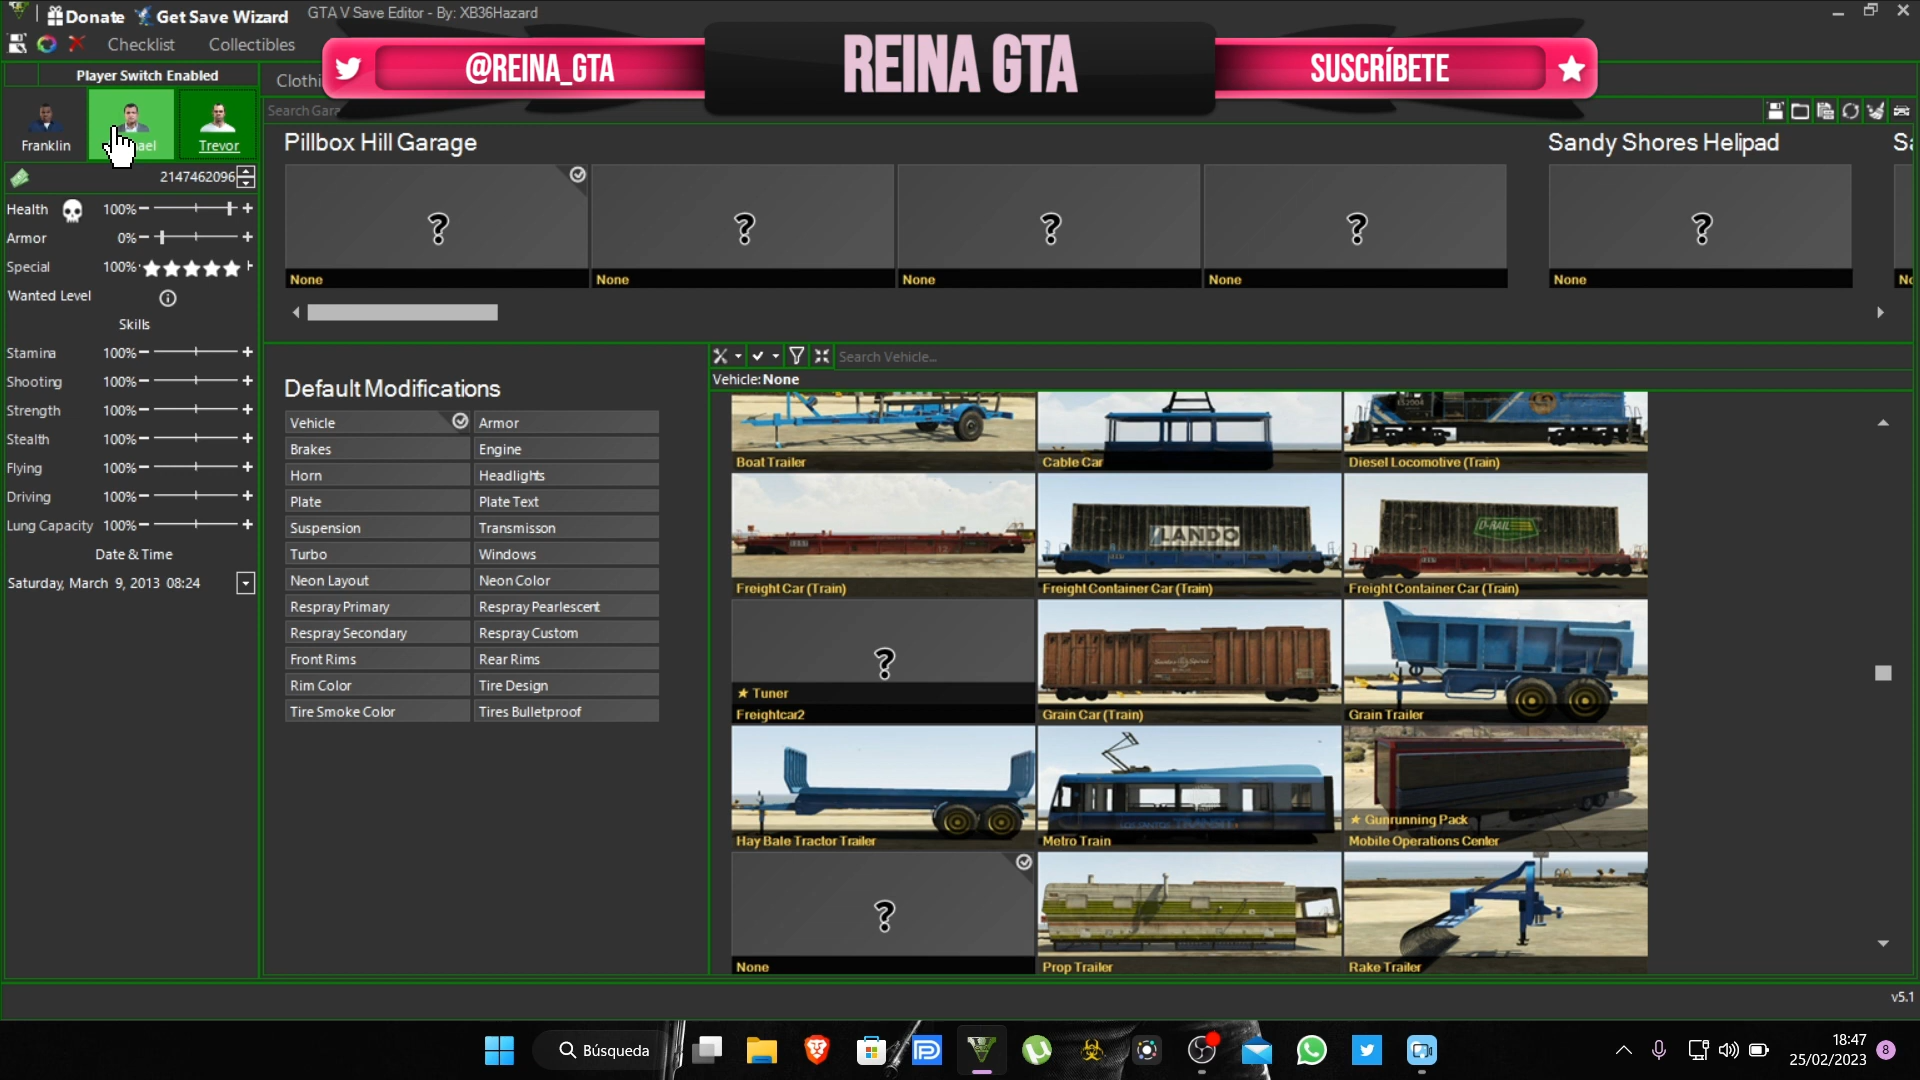 Donate Get Save Wizard GTA V Save Editor - By: XB36Hazard
Checklist Collectibles
@REINA_GTA REINA GTA SUSCRÍBETE
Player Switch Enabled
Search
Franklin
Trevor
Pillbox Hill Garage Sandy Shores Helipad
2147462096
Health 100%
Armor 0%
Special 100%
Wanted Level
None None None None None
Skills
Stamina 100%
Shooting 100%
Strength 100%
Stealth 100%
Flying 100%
Driving 100%
Lung Capacity 100%
Date & Time
Saturday, March 9, 2013 08:24
Default Modifications
Vehicle Armor
Brakes Engine
Horn Headlights
Plate Plate Text
Suspension Transmisson
Turbo Windows
Neon Layout Neon Color
Respray Primary Respray Pearlescent
Respray Secondary Respray Custom
Front Rims Rear Rims
Rim Color Tire Design
Tire Smoke Color Tires Bulletproof
Search Vehicle...
Vehicle: None
Boat Trailer Cable Car Diesel Locomotive (Train)
LANDO D-RAIL
Freight Car (Train) Freight Container Car (Train) Freight Container Car (Train)
Tuner
Freightcar2 Grain Car (Train) Grain Trailer
LOS SANTOS TRANSIT
Gunrunning Pack
Hay Bale Tractor Trailer Metro Train Mobile Operations Center
None Prop Trailer Rake Trailer
v5.1
Búsqueda
18:47
25/02/2023
8